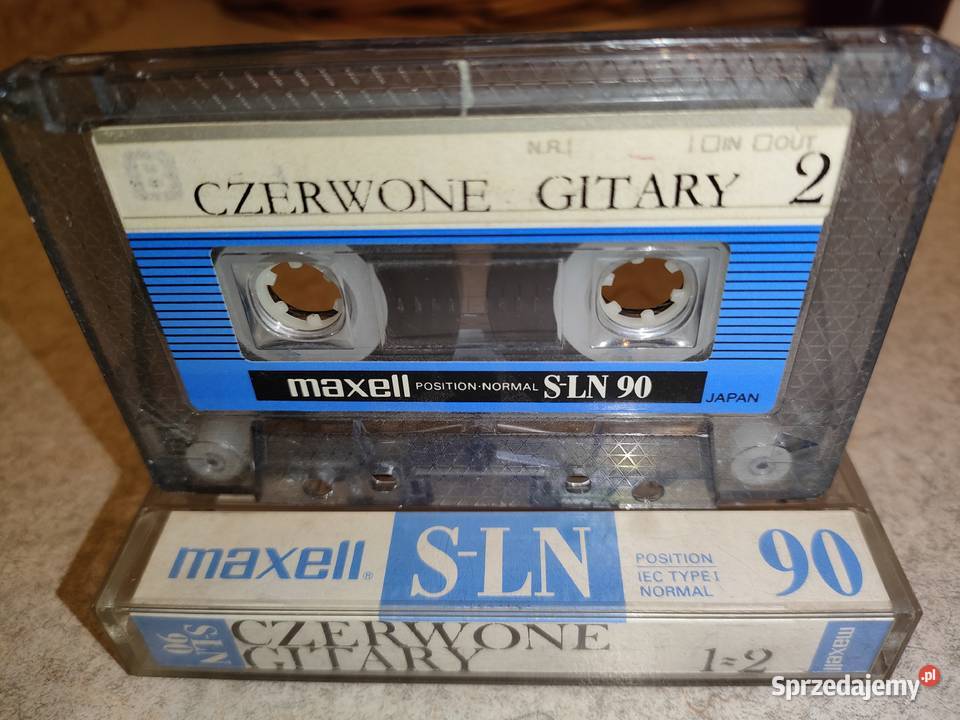 B
N.R.
IN OUT
CZERWONE GITARY 2
maxell POSITION·NORMAL S-LN 90
JAPAN
maxell® S-LN POSITION IEC TYPE I NORMAL 90
S-LN 90
CZERWONE
GITARY
1=2
maxell
Sprzedajemy.pl